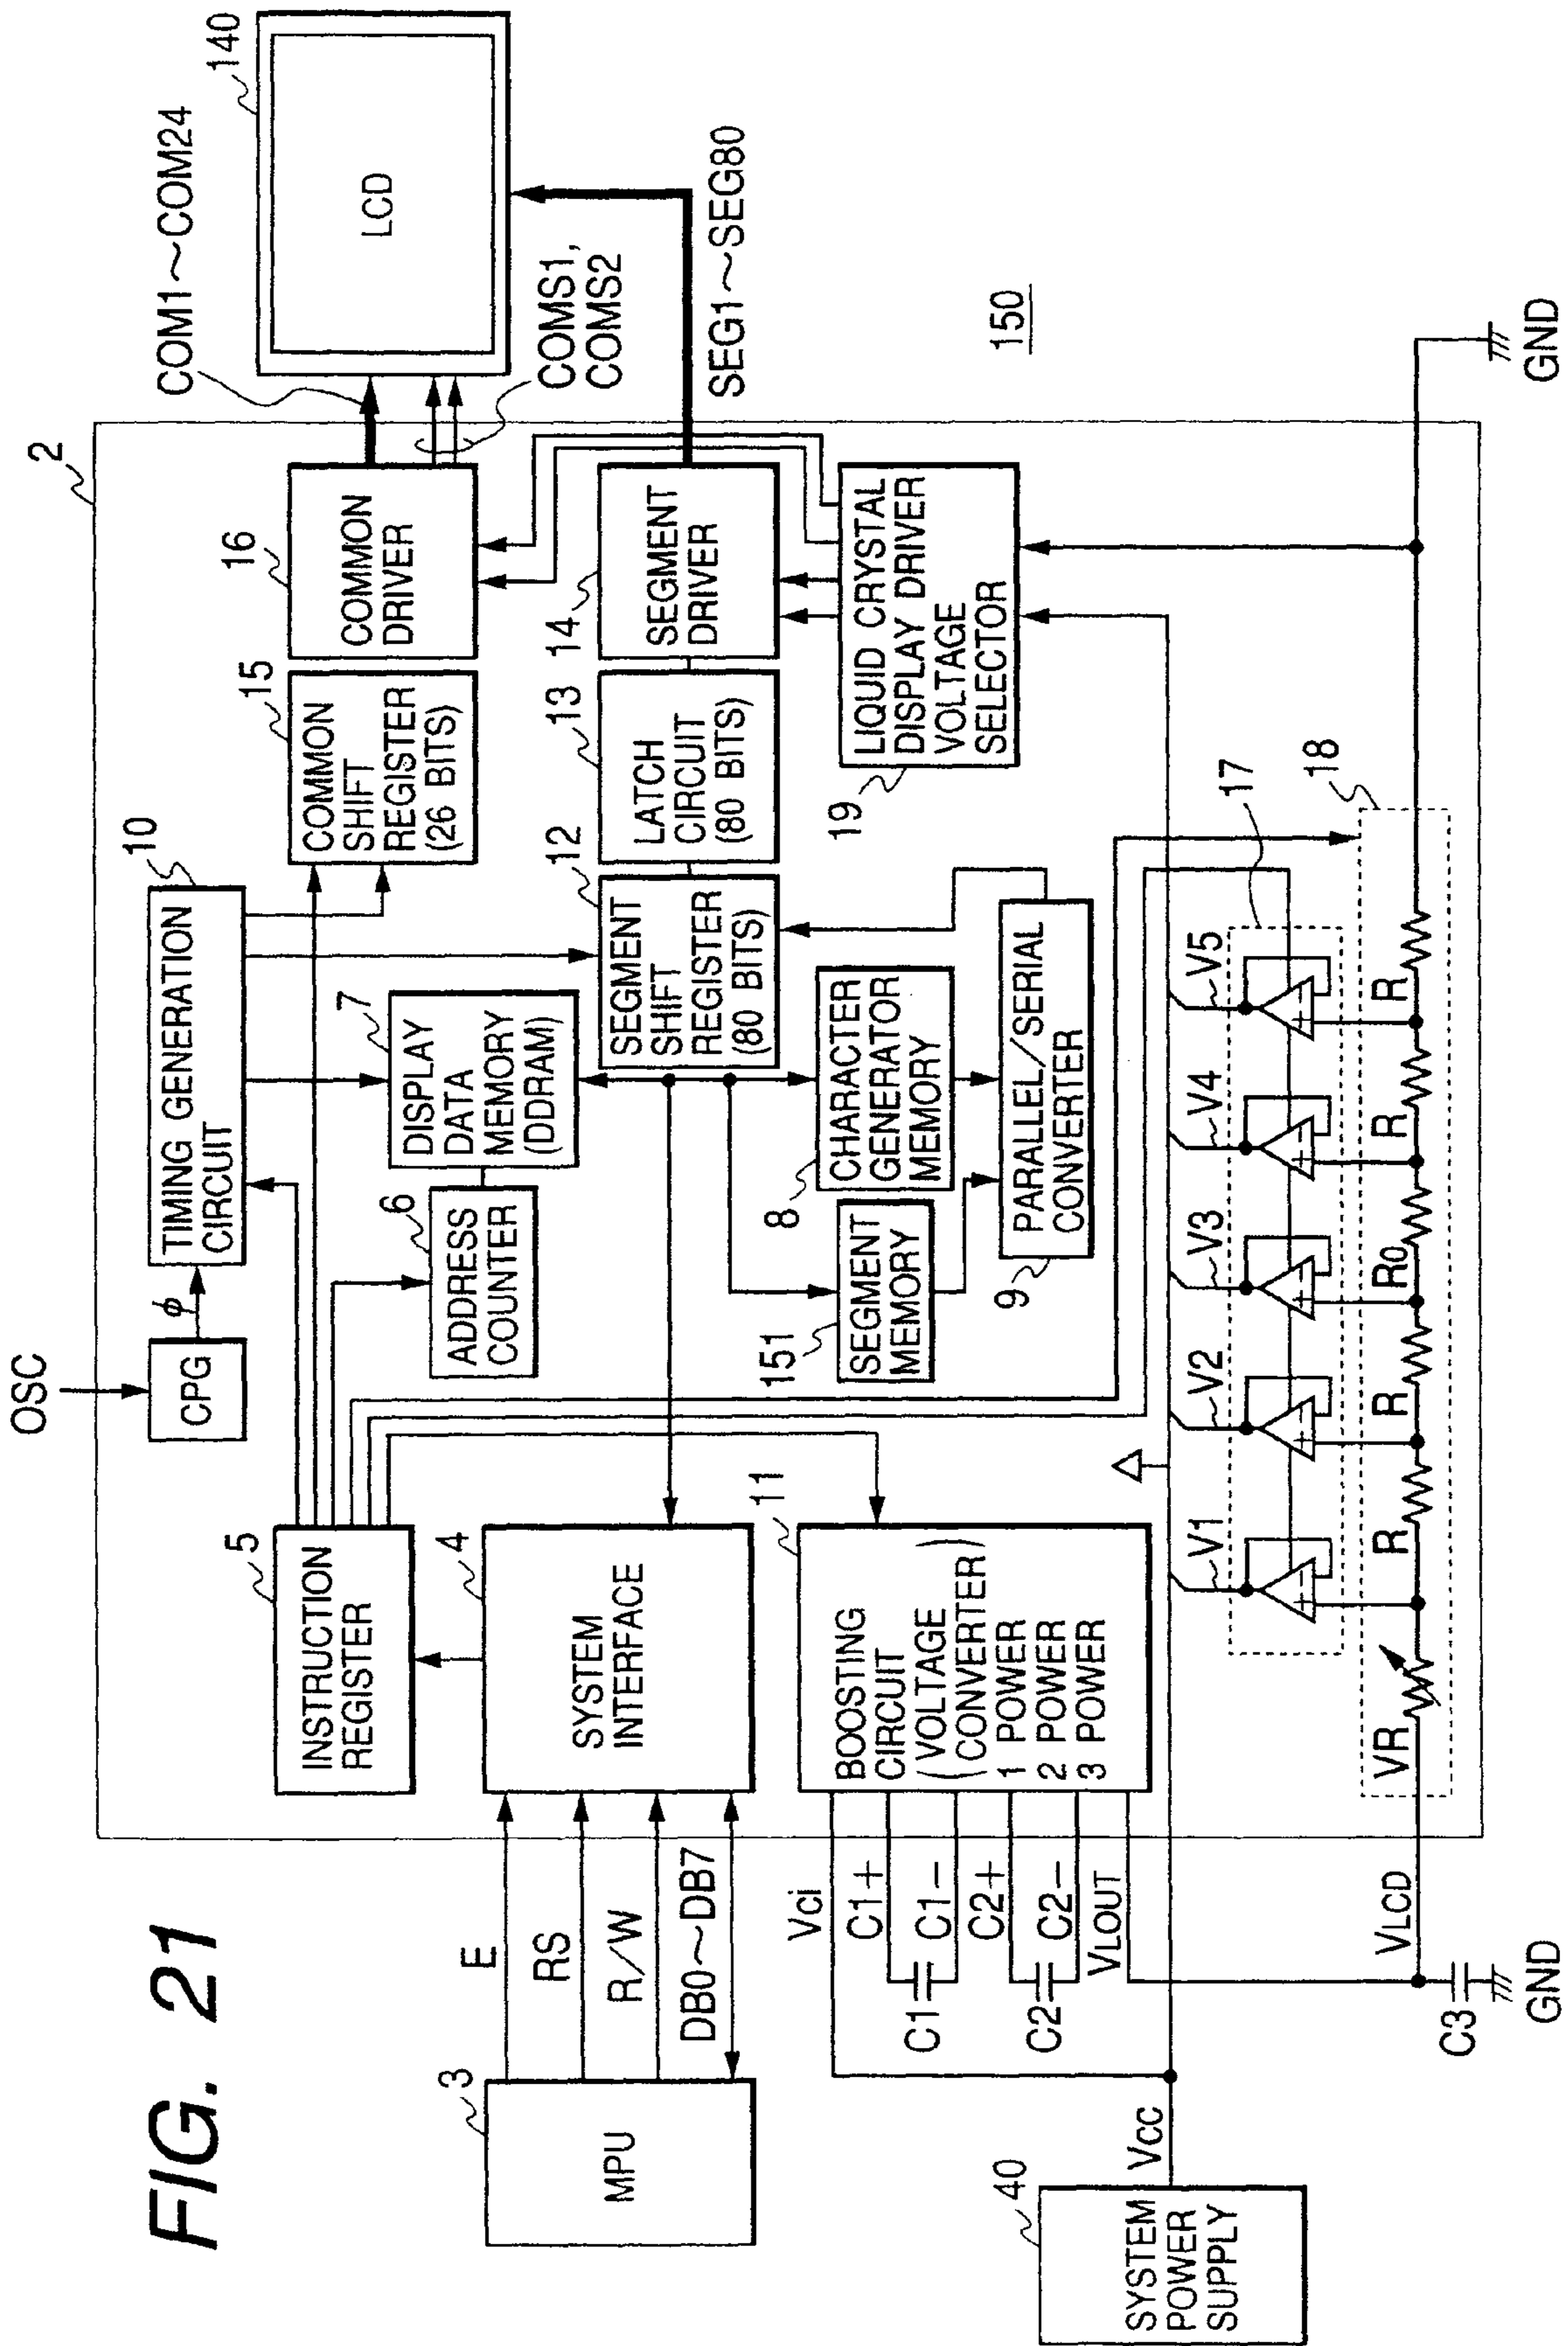 FIG. 21
OSC
CPG
φ
10
TIMING GENERATION
CIRCUIT
2
15
COMMON
SHIFT
REGISTER
(26 BITS)
16
COMMON
DRIVER
COM1~COM24
COMS1,
COMS2
140
LCD
SEG1~SEG80
150
3
MPU
E
RS
R/W
DB0~DB7
5
INSTRUCTION
REGISTER
4
SYSTEM
INTERFACE
6
ADDRESS
COUNTER
7
DISPLAY
DATA
MEMORY
(DDRAM)
12
SEGMENT
SHIFT
REGISTER
(80 BITS)
13
LATCH
CIRCUIT
(80 BITS)
14
SEGMENT
DRIVER
151
SEGMENT
MEMORY
8
CHARACTER
GENERATOR
MEMORY
9
PARALLEL/SERIAL
CONVERTER
19
LIQUID CRYSTAL
DISPLAY DRIVER
VOLTAGE
SELECTOR
11
BOOSTING
CIRCUIT
(VOLTAGE
CONVERTER)
1 POWER
2 POWER
3 POWER
Vci
C1+
C1-
C2+
C2-
VLOUT
C1
C2
40
SYSTEM
POWER
SUPPLY
Vcc
V1
V2
V3
V4
V5
17
18
+ -
+ -
+ -
+ -
+ -
VLCD
VR
R
R
R0
R
R
C3
GND
GND